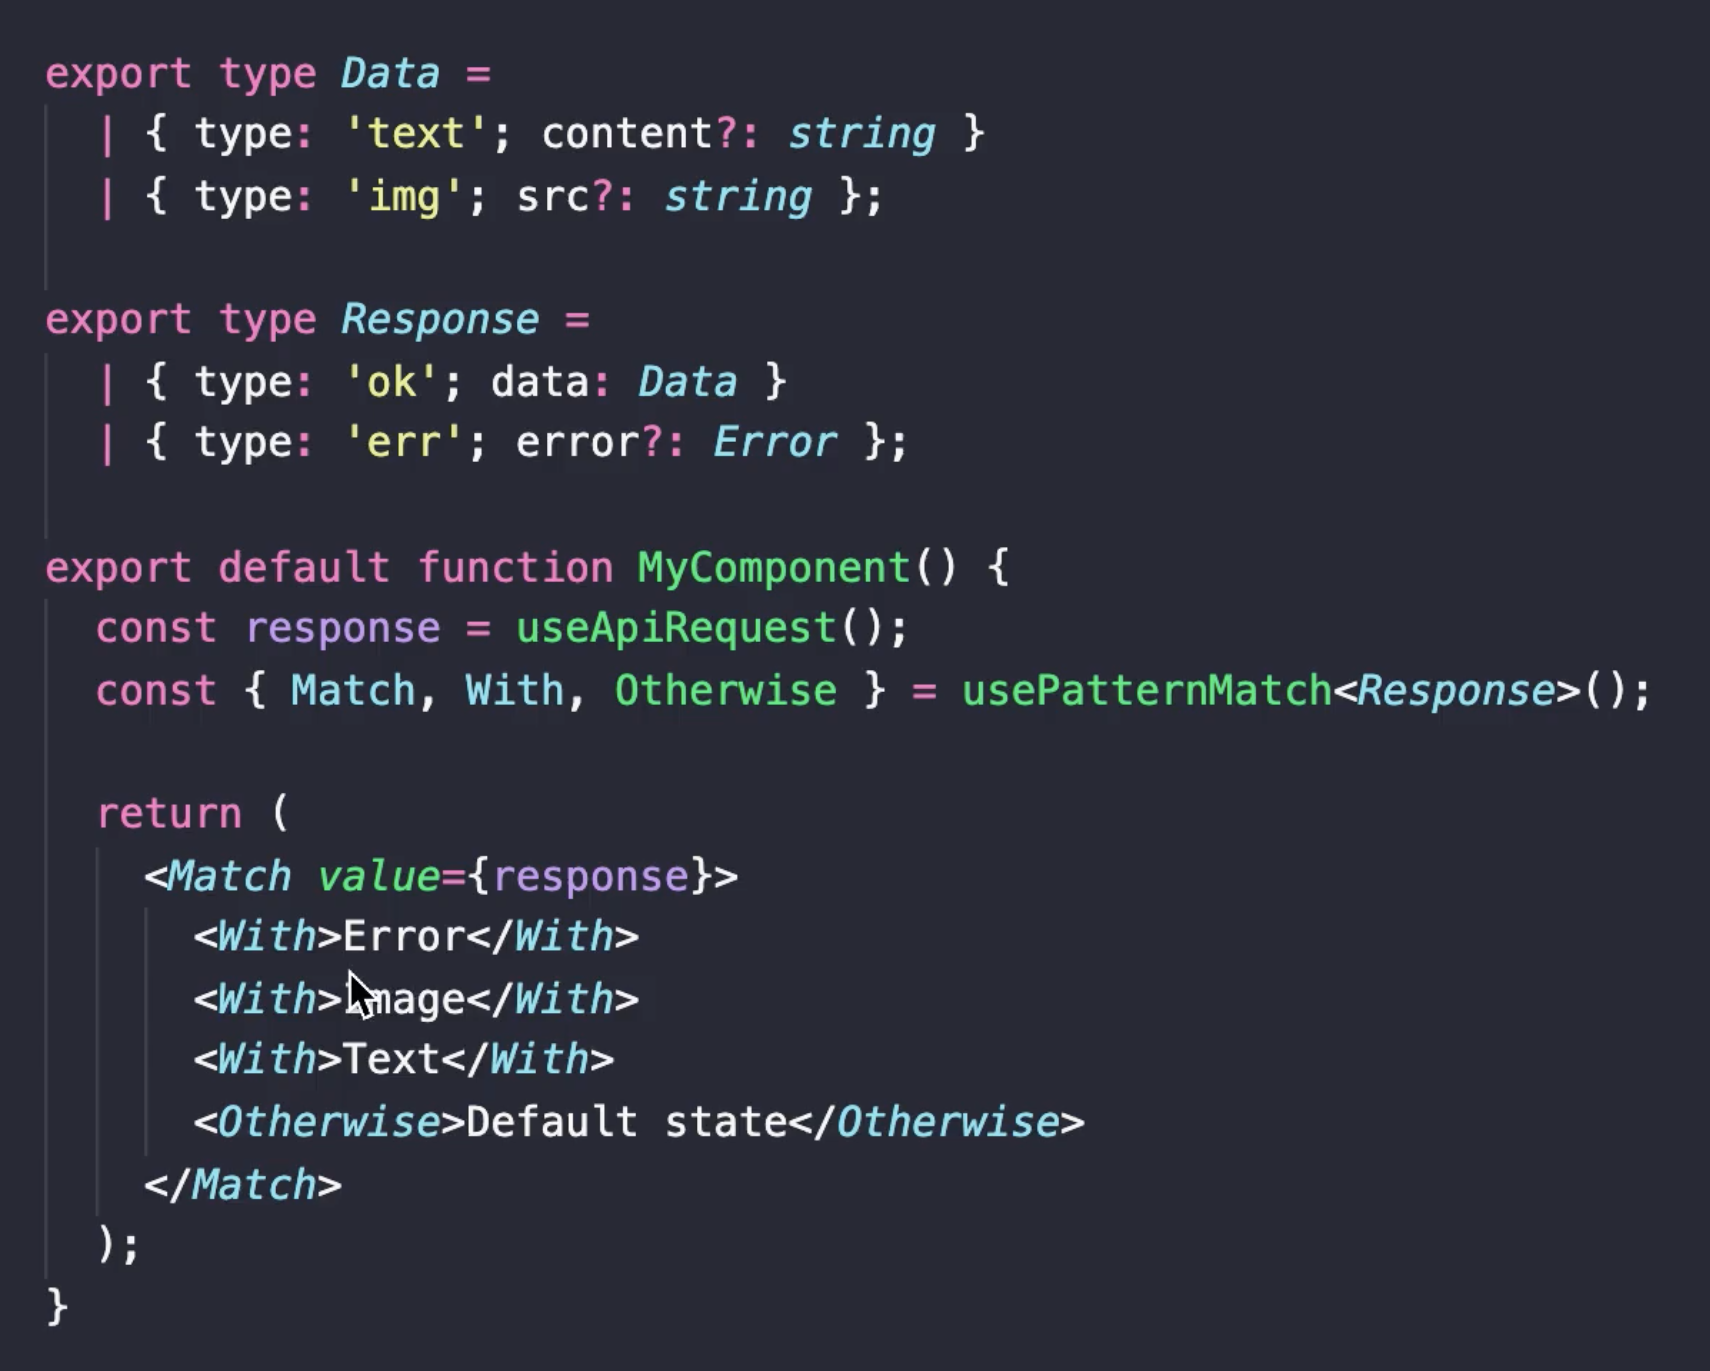 export type Data =
  | { type: 'text'; content?: string }
  | { type: 'img'; src?: string };

export type Response =
  | { type: 'ok'; data: Data }
  | { type: 'err'; error?: Error };

export default function MyComponent() {
  const response = useApiRequest();
  const { Match, With, Otherwise } = usePatternMatch<Response>();

  return (
    <Match value={response}>
      <With>Error</With>
      <With>Image</With>
      <With>Text</With>
      <Otherwise>Default state</Otherwise>
    </Match>
  );
}